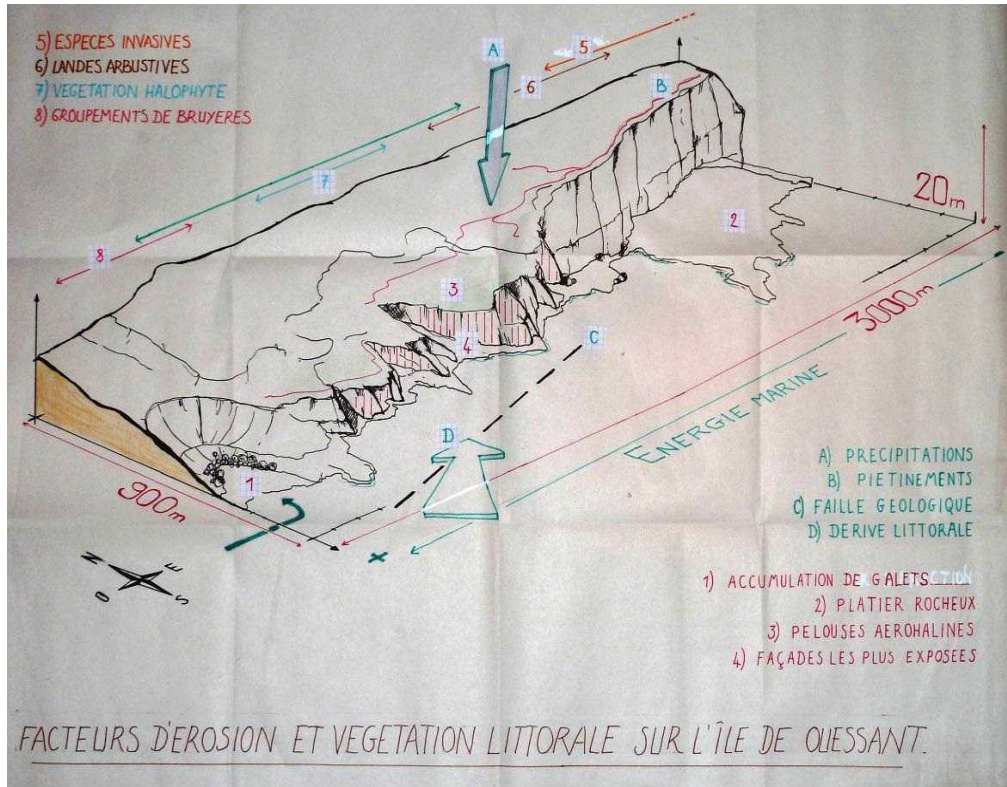 5) ESPECES INVASIVES
6) LANDES ARBUSTIVES
7) VEGETATION HALOPHYTE
8) GROUPEMENTS DE BRUYERES
A
5
6
B
7
8
2
20m
3
4
C
3000m
ENERGIE MARINE
D
1
900m
N
E
O
S
A) PRECIPITATIONS
B) PIETINEMENTS
C) FAILLE GEOLOGIQUE
D) DERIVE LITTORALE
1) ACCUMULATION DE GALETS
2) PLATIER ROCHEUX
3) PELOUSES AEROHALINES
4) FAÇADES LES PLUS EXPOSEES
FACTEURS D'EROSION ET VEGETATION LITTORALE SUR L'ÎLE DE OUESSANT.